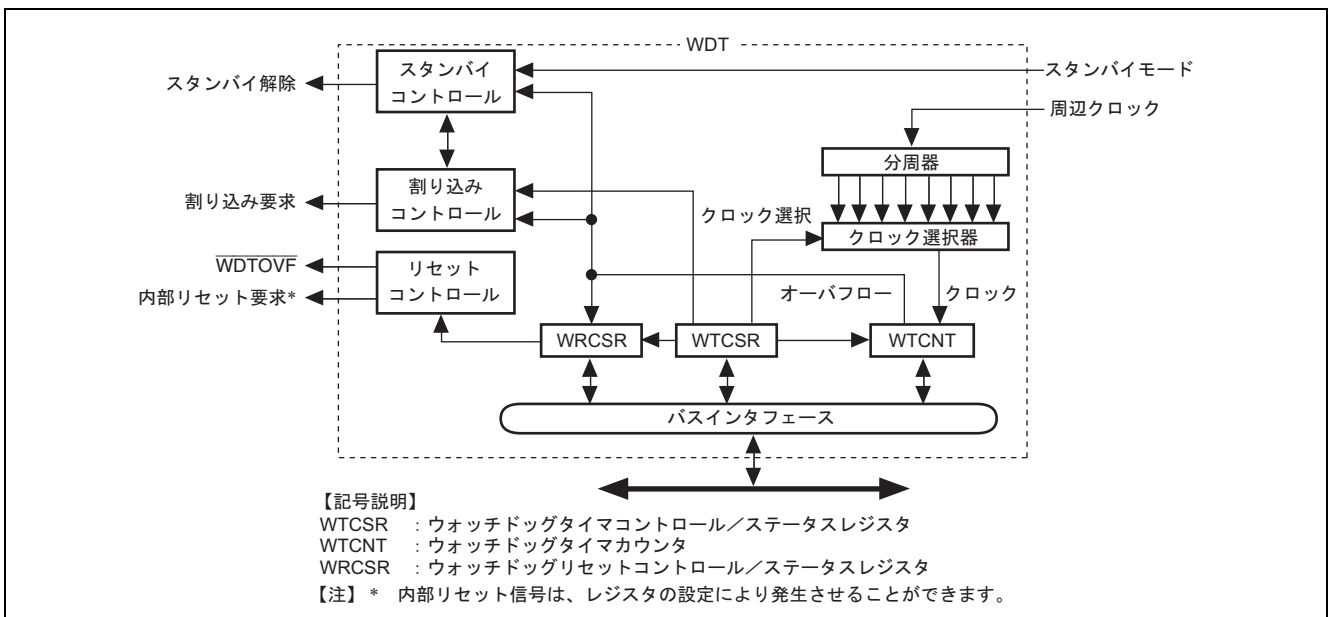 WDT
スタンバイ
コントロール
スタンバイ解除
スタンバイモード
周辺クロック
分周器
割り込み
コントロール
割り込み要求
クロック選択
クロック選択器
WDTOVF
リセット
コントロール
内部リセット要求*
オーバフロー
クロック
WRCSR
WTCSR
WTCNT
バスインタフェース
【記号説明】
WTCSR : ウォッチドッグタイマコントロール/ステータスレジスタ
WTCNT : ウォッチドッグタイマカウンタ
WRCSR : ウォッチドッグリセットコントロール/ステータスレジスタ
【注】 * 内部リセット信号は、レジスタの設定により発生させることができます。